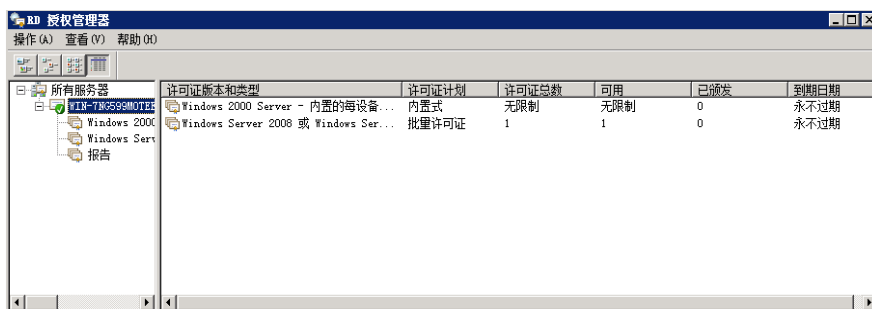 RD 授权管理器
操作(A) 查看(V) 帮助(H)
所有服务器
WIN-7NG599MOTEE
Windows 2000
Windows Serv
报告
许可证版本和类型 许可证计划 许可证总数 可用 已颁发 到期日期
Windows 2000 Server - 内置的每设备... 内置式 无限制 无限制 0 永不过期
Windows Server 2008 或 Windows Ser... 批量许可证 1 1 0 永不过期